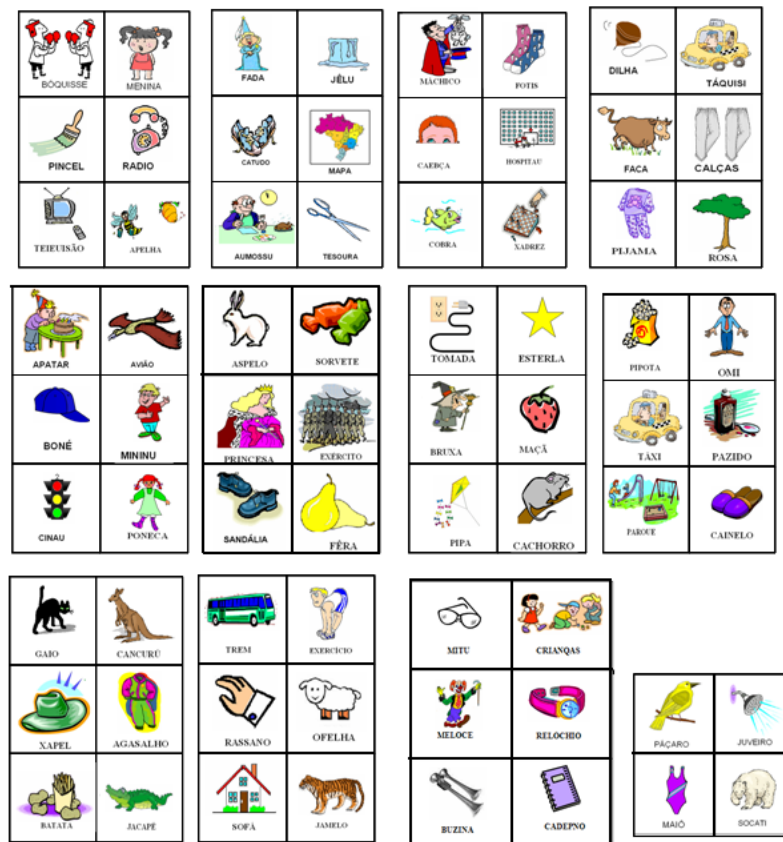 BÓQUISSE MENINA
PINCEL RADIO
TEIEUISÃO APELHA
FADA JÊLU
CATUDO MAPA
AUMOSSU TESOURA
MÁCHICO FOTIS
CAEBÇA HOSPITAU
COBRA XADREZ
DILHA TÁQUISI
FACA CALÇAS
PIJAMA ROSA
APATAR AVIÃO
BONÉ MININU
CINAU PONECA
ASPELO SORVETE
PRINCESA EXÉRCITO
SANDÁLIA FÊRA
TOMADA ESTERLA
BRUXA MAÇÃ
PIPA CACHORRO
PIPOTA OMI
TÁXI PAZIDO
PARQUE CAINELO
GAIO CANCURÚ
XAPEL AGASALHO
BATATA JACAPÉ
TREM EXERCÍCIO
RASSANO OFELHA
SOFÁ JAMELO
MITU CRIANÇAS
MELOCE RELOCHIO
BUZINA CADEPNO
PÁÇARO JUVEIRO
MAIÔ SOCATI